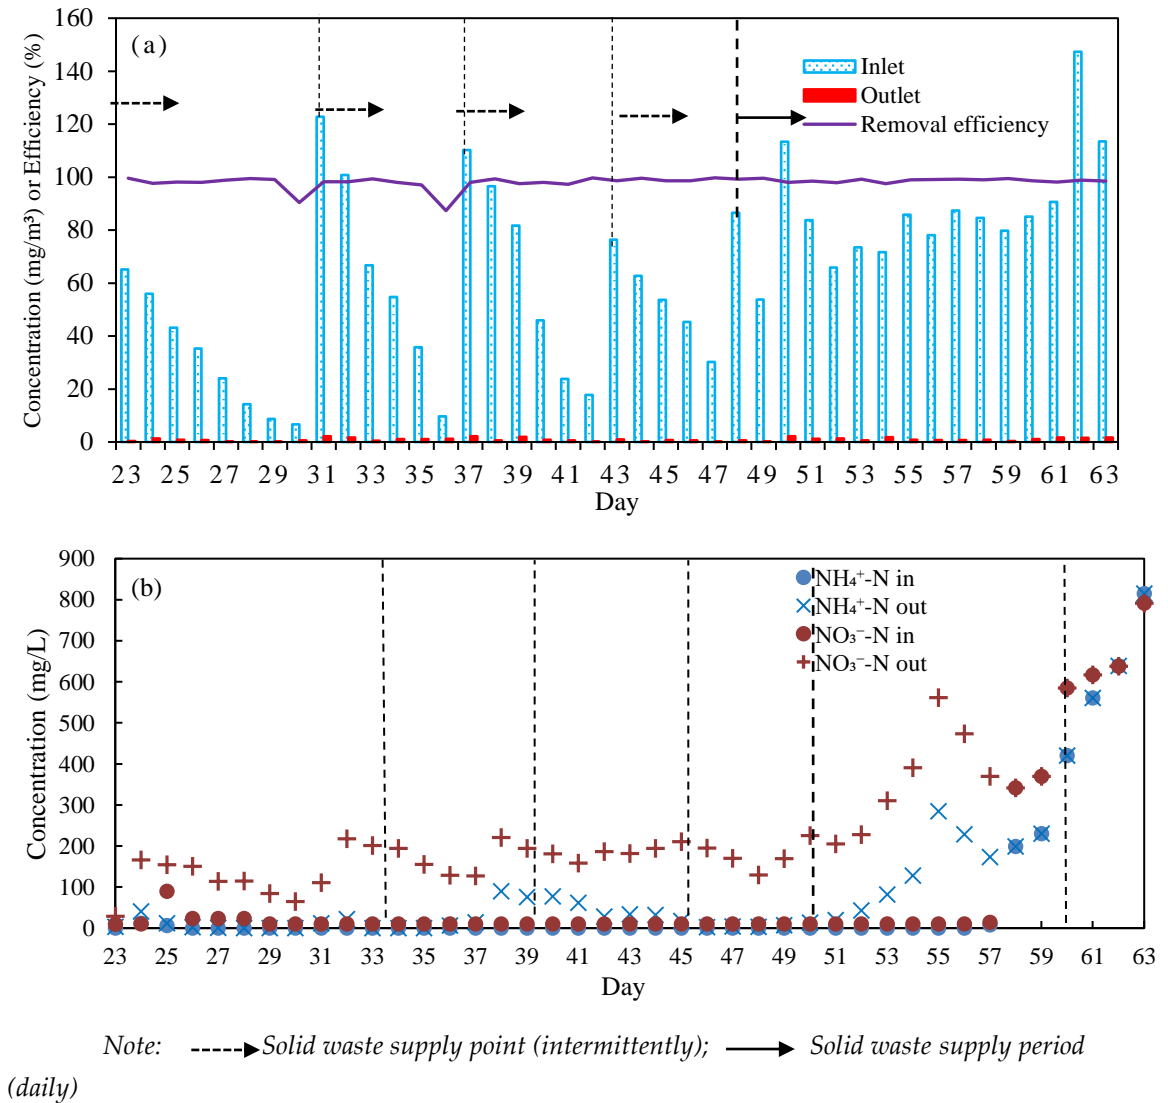 Concentration (mg/m³) or Efficiency (%)
160
140
120
100
80
60
40
20
0
(a)
Inlet
Outlet
Removal efficiency
23 25 27 29 31 33 35 37 39 41 43 45 47 49 51 53 55 57 59 61 63
Day
Concentration (mg/L)
900
800
700
600
500
400
300
200
100
0
(b)
NH₄⁺-N in
NH₄⁺-N out
NO₃⁻-N in
NO₃⁻-N out
23 25 27 29 31 33 35 37 39 41 43 45 47 49 51 53 55 57 59 61 63
Day
Note: Solid waste supply point (intermittently); Solid waste supply period
(daily)